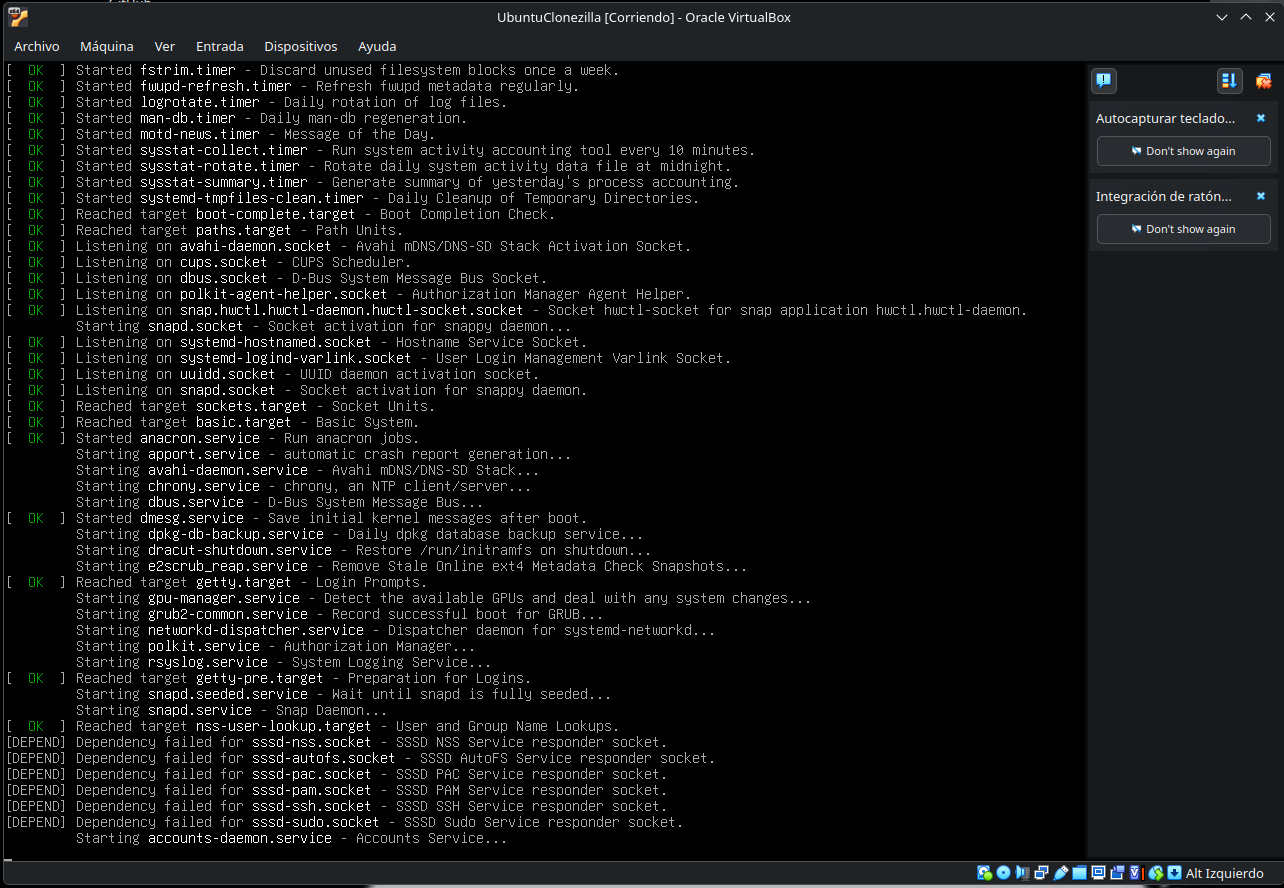 UbuntuClonezilla [Corriendo] - Oracle VirtualBox
Archivo Máquina Ver Entrada Dispositivos Ayuda
[  OK  ] Started fstrim.timer - Discard unused filesystem blocks once a week.
[  OK  ] Started fwupd-refresh.timer - Refresh fwupd metadata regularly.
[  OK  ] Started logrotate.timer - Daily rotation of log files.
[  OK  ] Started man-db.timer - Daily man-db regeneration.
[  OK  ] Started motd-news.timer - Message of the Day.
[  OK  ] Started sysstat-collect.timer - Run system activity accounting tool every 10 minutes.
[  OK  ] Started sysstat-rotate.timer - Rotate daily system activity data file at midnight.
[  OK  ] Started sysstat-summary.timer - Generate summary of yesterday's process accounting.
[  OK  ] Started systemd-tmpfiles-clean.timer - Daily Cleanup of Temporary Directories.
[  OK  ] Reached target boot-complete.target - Boot Completion Check.
[  OK  ] Reached target paths.target - Path Units.
[  OK  ] Listening on avahi-daemon.socket - Avahi mDNS/DNS-SD Stack Activation Socket.
[  OK  ] Listening on cups.socket - CUPS Scheduler.
[  OK  ] Listening on dbus.socket - D-Bus System Message Bus Socket.
[  OK  ] Listening on polkit-agent-helper.socket - Authorization Manager Agent Helper.
[  OK  ] Listening on snap.hwctl.hwctl-daemon.hwctl-socket.socket - Socket hwctl-socket for snap application hwctl.hwctl-daemon.
Starting snapd.socket - Socket activation for snappy daemon...
[  OK  ] Listening on systemd-hostnamed.socket - Hostname Service Socket.
[  OK  ] Listening on systemd-logind-varlink.socket - User Login Management Varlink Socket.
[  OK  ] Listening on uuidd.socket - UUID daemon activation socket.
[  OK  ] Listening on snapd.socket - Socket activation for snappy daemon.
[  OK  ] Reached target sockets.target - Socket Units.
[  OK  ] Reached target basic.target - Basic System.
[  OK  ] Started anacron.service - Run anacron jobs.
Starting apport.service - automatic crash report generation...
Starting avahi-daemon.service - Avahi mDNS/DNS-SD Stack...
Starting chrony.service - chrony, an NTP client/server...
Starting dbus.service - D-Bus System Message Bus...
[  OK  ] Started dmesg.service - Save initial kernel messages after boot.
Starting dpkg-db-backup.service - Daily dpkg database backup service...
Starting dracut-shutdown.service - Restore /run/initramfs on shutdown...
Starting e2scrub_reap.service - Remove Stale Online ext4 Metadata Check Snapshots...
[  OK  ] Reached target getty.target - Login Prompts.
Starting gpu-manager.service - Detect the available GPUs and deal with any system changes...
Starting grub2-common.service - Record successful boot for GRUB...
Starting networkd-dispatcher.service - Dispatcher daemon for systemd-networkd...
Starting polkit.service - Authorization Manager...
Starting rsyslog.service - System Logging Service...
[  OK  ] Reached target getty-pre.target - Preparation for Logins.
Starting snapd.seeded.service - Wait until snapd is fully seeded...
Starting snapd.service - Snap Daemon...
[  OK  ] Reached target nss-user-lookup.target - User and Group Name Lookups.
[DEPEND] Dependency failed for sssd-nss.socket - SSSD NSS Service responder socket.
[DEPEND] Dependency failed for sssd-autofs.socket - SSSD AutoFS Service responder socket.
[DEPEND] Dependency failed for sssd-pac.socket - SSSD PAC Service responder socket.
[DEPEND] Dependency failed for sssd-pam.socket - SSSD PAM Service responder socket.
[DEPEND] Dependency failed for sssd-ssh.socket - SSSD SSH Service responder socket.
[DEPEND] Dependency failed for sssd-sudo.socket - SSSD Sudo Service responder socket.
Starting accounts-daemon.service - Accounts Service...
Autocapturar teclado...
Don't show again
Integración de ratón...
Don't show again
Alt Izquierdo